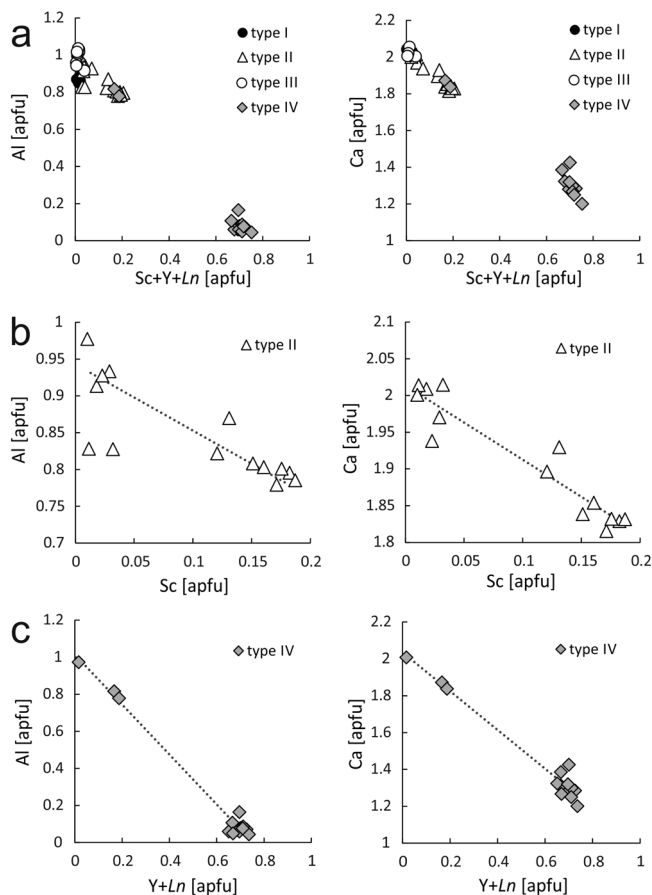 a
Al [apfu]
1.2
1
0.8
0.6
0.4
0.2
0
0 0.2 0.4 0.6 0.8 1
Sc+Y+Ln [apfu]
type I
type II
type III
type IV
Ca [apfu]
2.2
2
1.8
1.6
1.4
1.2
1
0 0.2 0.4 0.6 0.8 1
Sc+Y+Ln [apfu]
type I
type II
type III
type IV
b
Al [apfu]
1
0.95
0.9
0.85
0.8
0.75
0.7
0 0.05 0.1 0.15 0.2
Sc [apfu]
type II
Ca [apfu]
2.1
2.05
2
1.95
1.9
1.85
1.8
0 0.05 0.1 0.15 0.2
Sc [apfu]
type II
c
Al [apfu]
1.2
1
0.8
0.6
0.4
0.2
0
0 0.2 0.4 0.6 0.8 1
Y+Ln [apfu]
type IV
Ca [apfu]
2.2
2
1.8
1.6
1.4
1.2
1
0 0.2 0.4 0.6 0.8 1
Y+Ln [apfu]
type IV